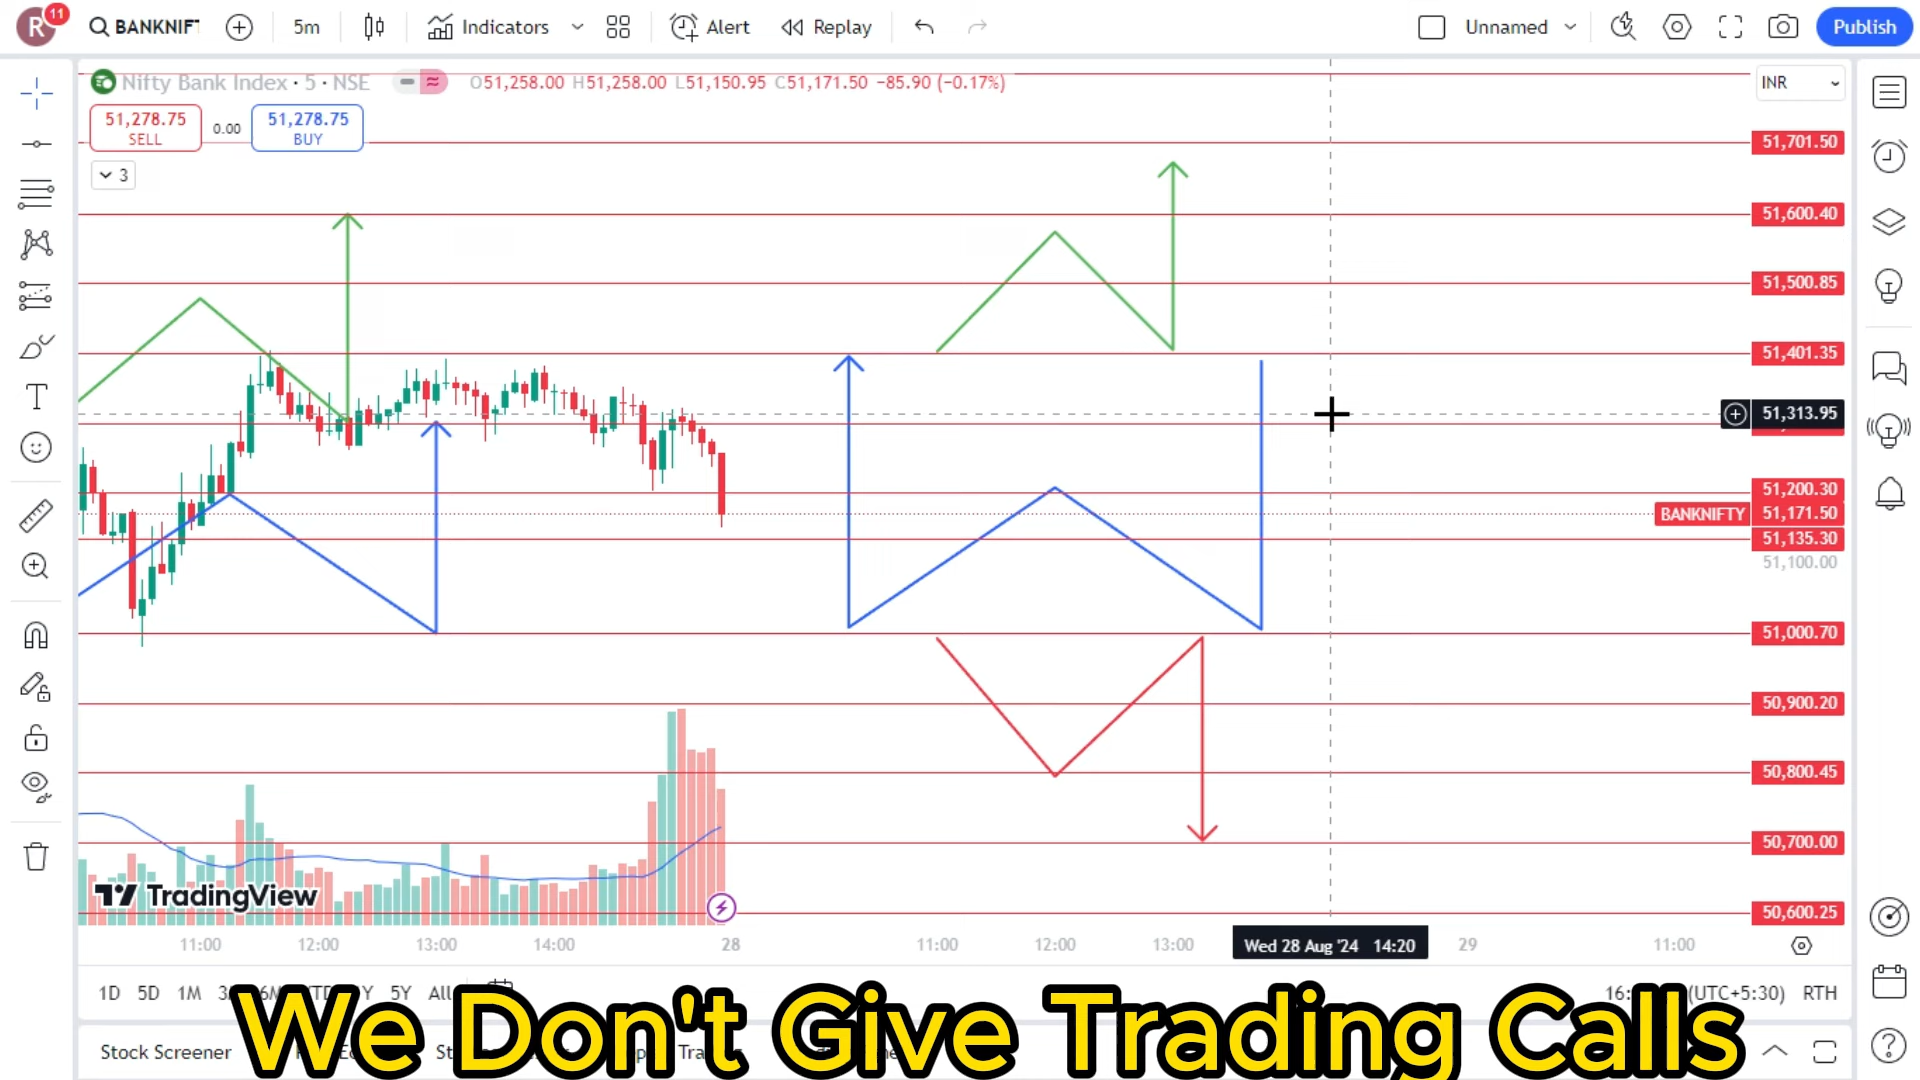 R 11 BANKNIFT 5m Indicators Alert Replay Unnamed Publish
Nifty Bank Index · 5 · NSE O51,258.00 H51,258.00 L51,150.95 C51,171.50 −85.90 (−0.17%) INR
51,278.75 SELL 0.00 51,278.75 BUY
3
51,701.50
51,600.40
51,500.85
51,401.35
51,313.95
51,200.30
BANKNIFTY 51,171.50
51,135.30
51,100.00
51,000.70
50,900.20
50,800.45
50,700.00
50,600.25
TradingView
11:00 12:00 13:00 14:00 28 11:00 12:00 13:00 Wed 28 Aug '24 14:20 29 11:00
1D 5D 1M 5Y All (UTC+5:30) RTH
Stock Screener
We Don't Give Trading Calls